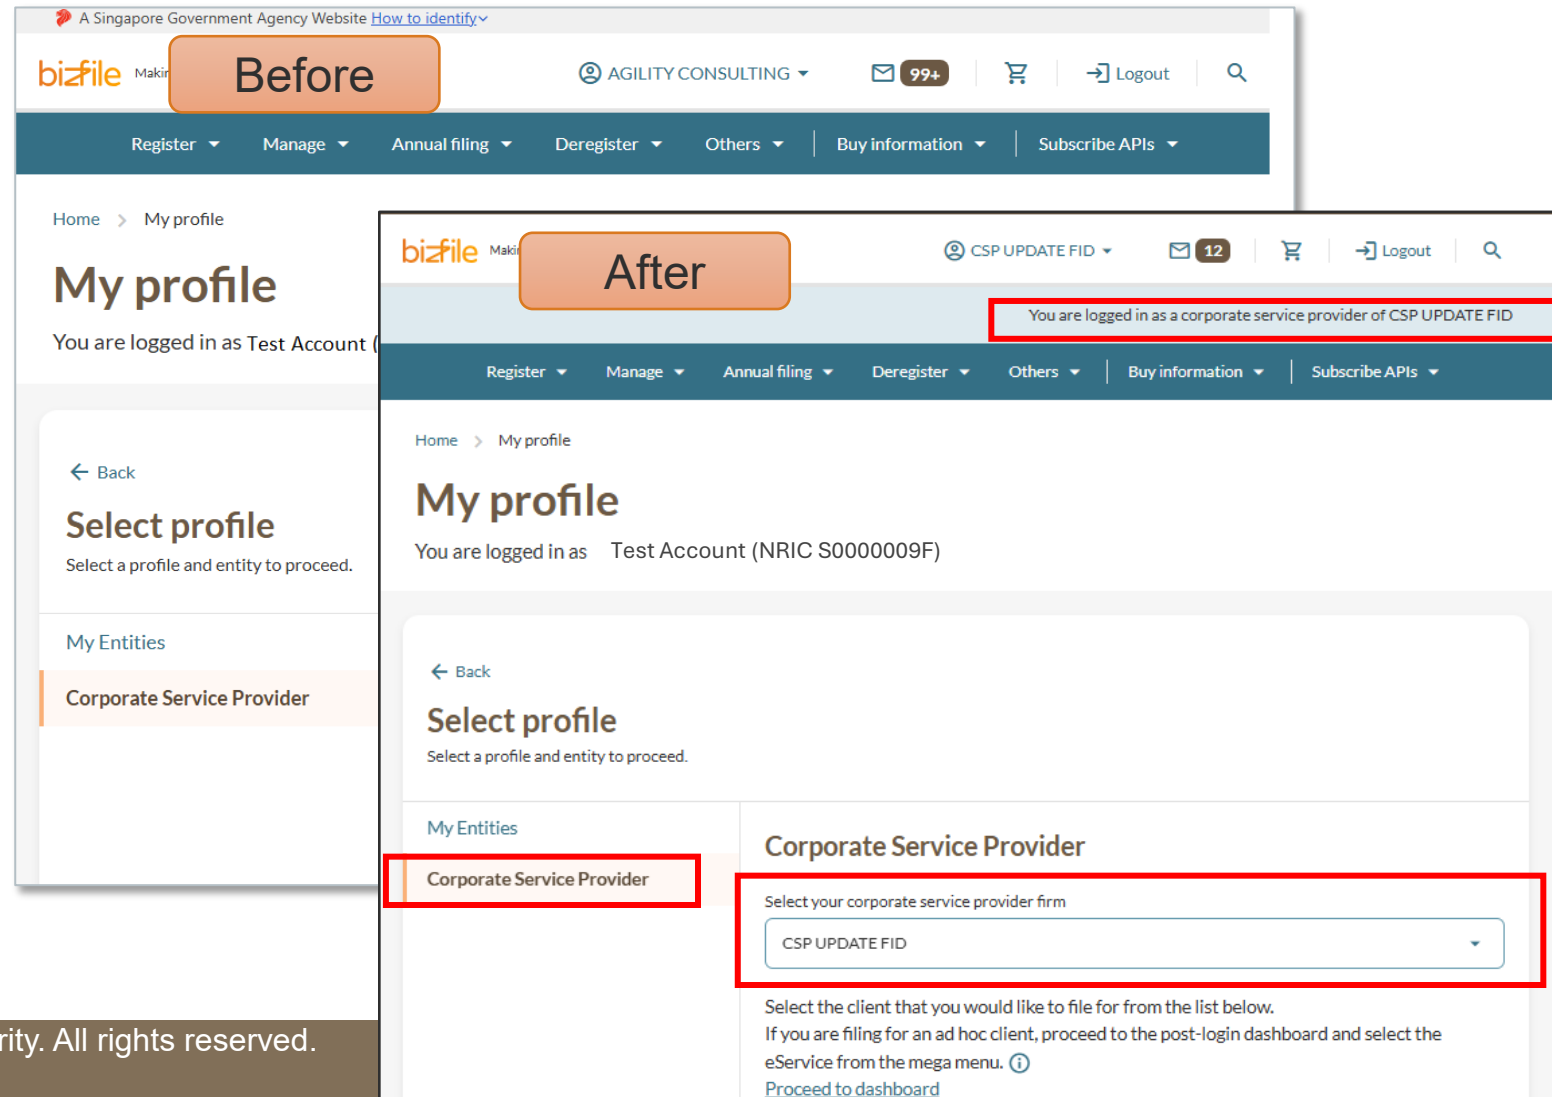 A Singapore Government Agency Website How to identify
bizfile
Before
AGILITY CONSULTING
99+
Logout
Register Manage Annual filing Deregister Others Buy information Subscribe APIs
Home > My profile
My profile
You are logged in as Test Account (
Back
Select profile
Select a profile and entity to proceed.
My Entities
Corporate Service Provider
bizfile
After
CSP UPDATE FID
12
Logout
You are logged in as a corporate service provider of CSP UPDATE FID
Register Manage Annual filing Deregister Others Buy information Subscribe APIs
Home > My profile
My profile
You are logged in as Test Account (NRIC S0000009F)
Back
Select profile
Select a profile and entity to proceed.
My Entities
Corporate Service Provider
Corporate Service Provider
Select your corporate service provider firm
CSP UPDATE FID
Select the client that you would like to file for from the list below.
If you are filing for an ad hoc client, proceed to the post-login dashboard and select the
eService from the mega menu.
Proceed to dashboard
rity. All rights reserved.